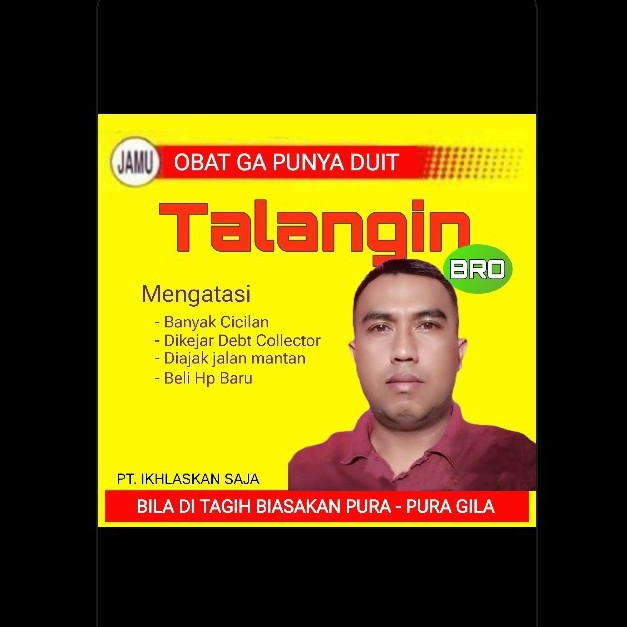 JAMU
OBAT GA PUNYA DUIT
Talangin
BRO
Mengatasi
- Banyak Cicilan
- Dikejar Debt Collector
- Diajak jalan mantan
- Beli Hp Baru
PT. IKHLASKAN SAJA
BILA DI TAGIH BIASAKAN PURA - PURA GILA